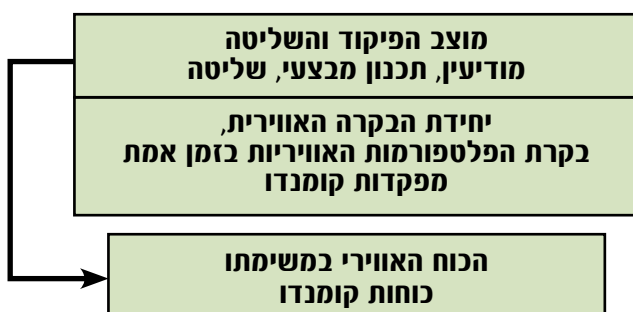 מוצב הפיקוד והשליטה
מודיעין, תכנון מבצעי, שליטה
יחידת הבקרה האווירית,
בקרת הפלטפורמות האוויריות בזמן אמת
מפקדות קומנדו
הכוח האווירי במשימתו
כוחות קומנדו